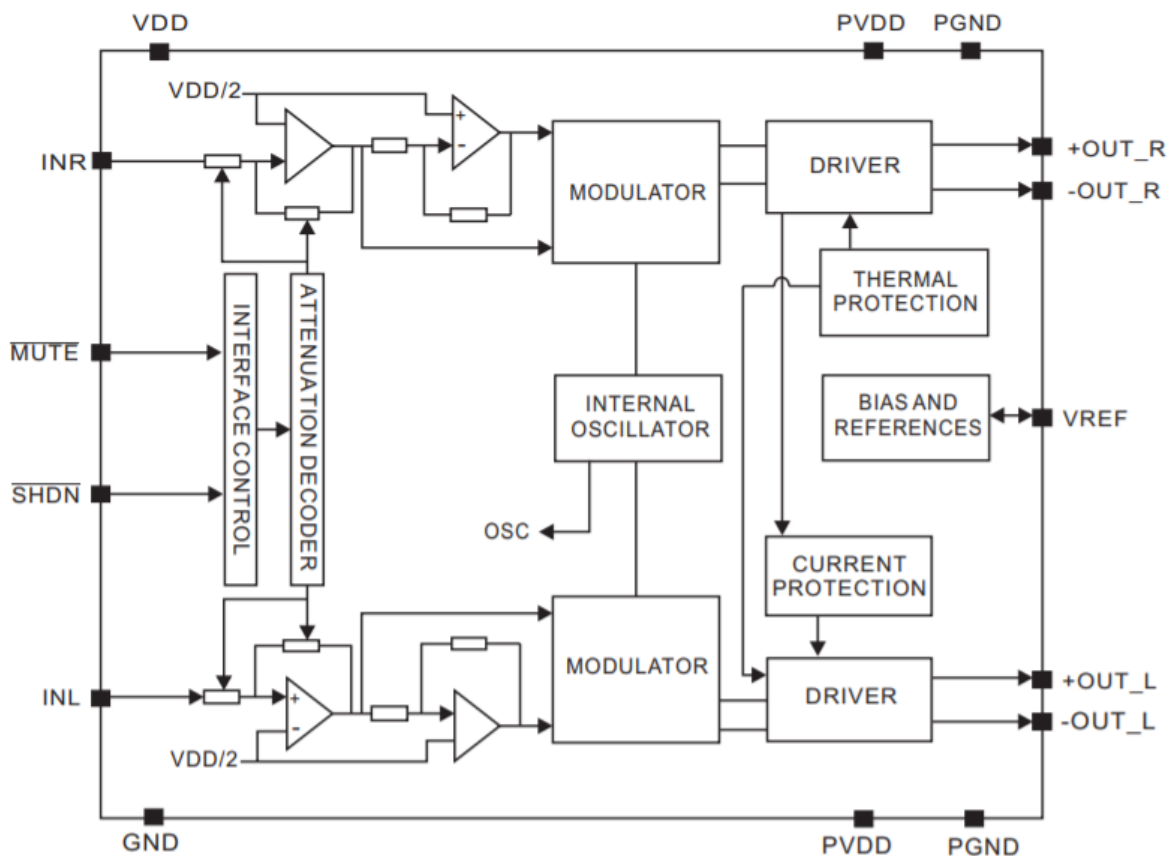 VDD
PVDD
PGND
VDD/2
+
-
INR
MODULATOR
DRIVER
+OUT_R
-OUT_R
THERMAL
PROTECTION
INTERFACE CONTROL
ATTENUATION DECODER
MUTE
INTERNAL
OSCILLATOR
BIAS AND
REFERENCES
VREF
SHDN
OSC
CURRENT
PROTECTION
MODULATOR
DRIVER
INL
+
-
+OUT_L
-OUT_L
VDD/2
GND
PVDD
PGND